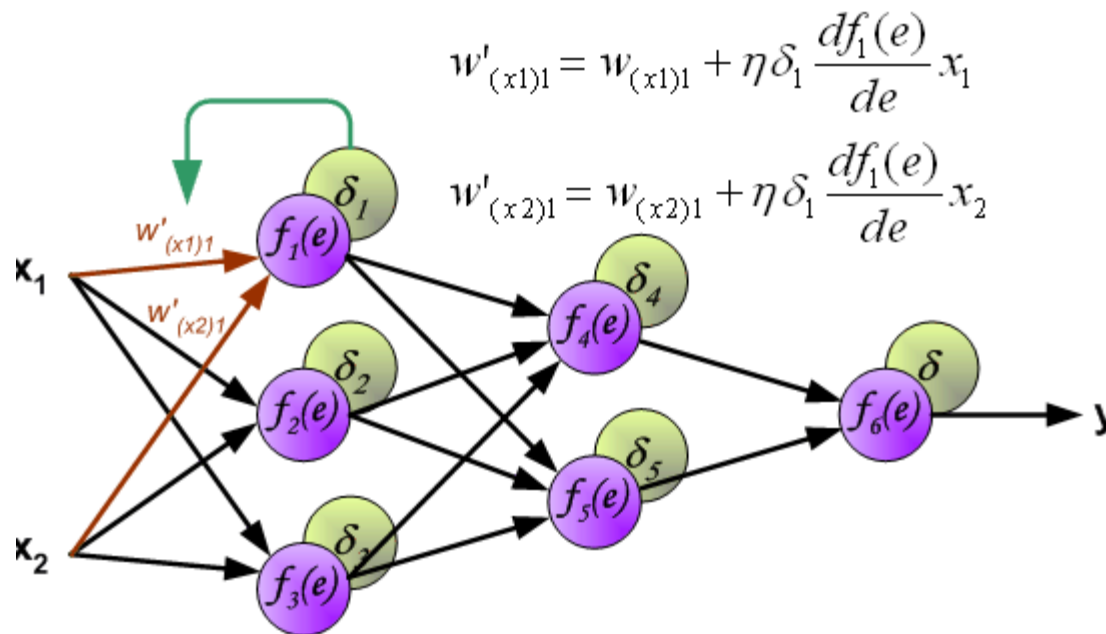 w'₍ₓ₁₎₁ = w₍ₓ₁₎₁ + ηδ₁ df₁(e)/de x₁
w'₍ₓ₂₎₁ = w₍ₓ₂₎₁ + ηδ₁ df₁(e)/de x₂
δ₁
f₁(e)
w'₍ₓ₁₎₁
x₁
w'₍ₓ₂₎₁
δ₄
f₄(e)
δ₂
f₂(e)
δ
f₆(e)
y
δ₅
f₅(e)
x₂
δ₃
f₃(e)